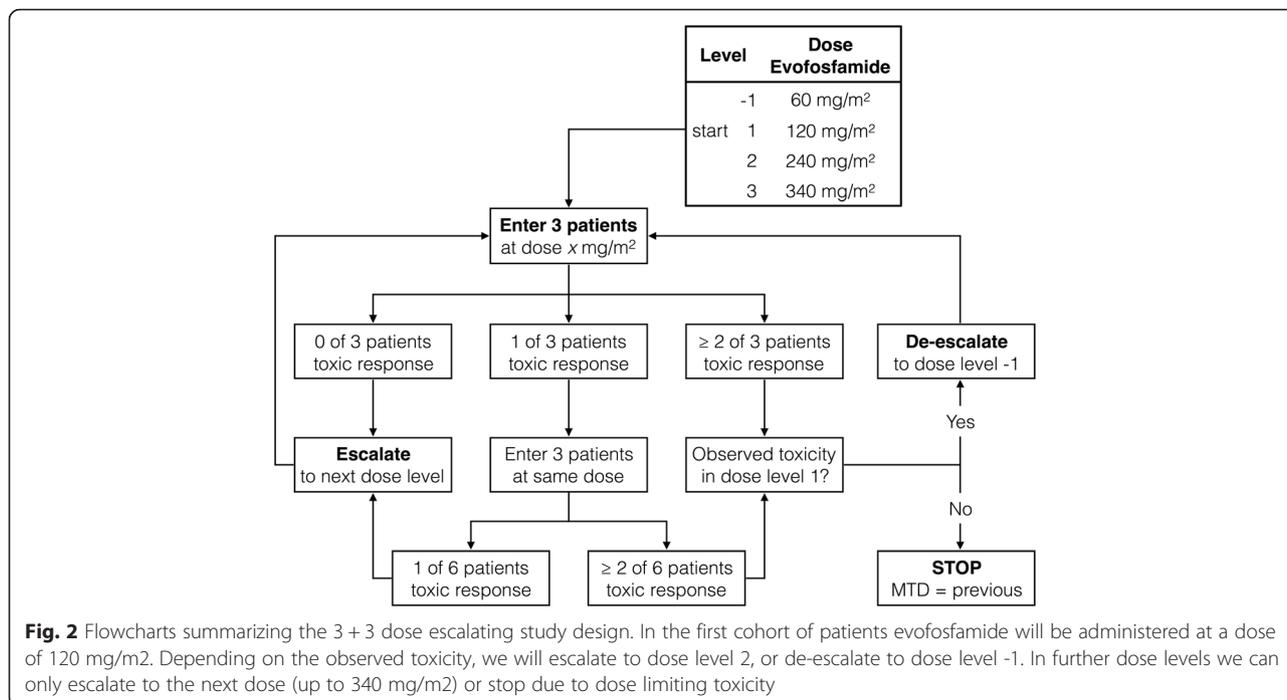 Level Dose
Evofosfamide
-1 60 mg/m²
start 1 120 mg/m²
2 240 mg/m²
3 340 mg/m²
Enter 3 patients
at dose x mg/m²
0 of 3 patients
toxic response
1 of 3 patients
toxic response
≥ 2 of 3 patients
toxic response
De-escalate
to dose level -1
Yes
Escalate
to next dose level
Enter 3 patients
at same dose
Observed toxicity
in dose level 1?
No
1 of 6 patients
toxic response
≥ 2 of 6 patients
toxic response
STOP
MTD = previous
Fig. 2 Flowcharts summarizing the 3 + 3 dose escalating study design. In the first cohort of patients evofosfamide will be administered at a dose
of 120 mg/m2. Depending on the observed toxicity, we will escalate to dose level 2, or de-escalate to dose level -1. In further dose levels we can
only escalate to the next dose (up to 340 mg/m2) or stop due to dose limiting toxicity